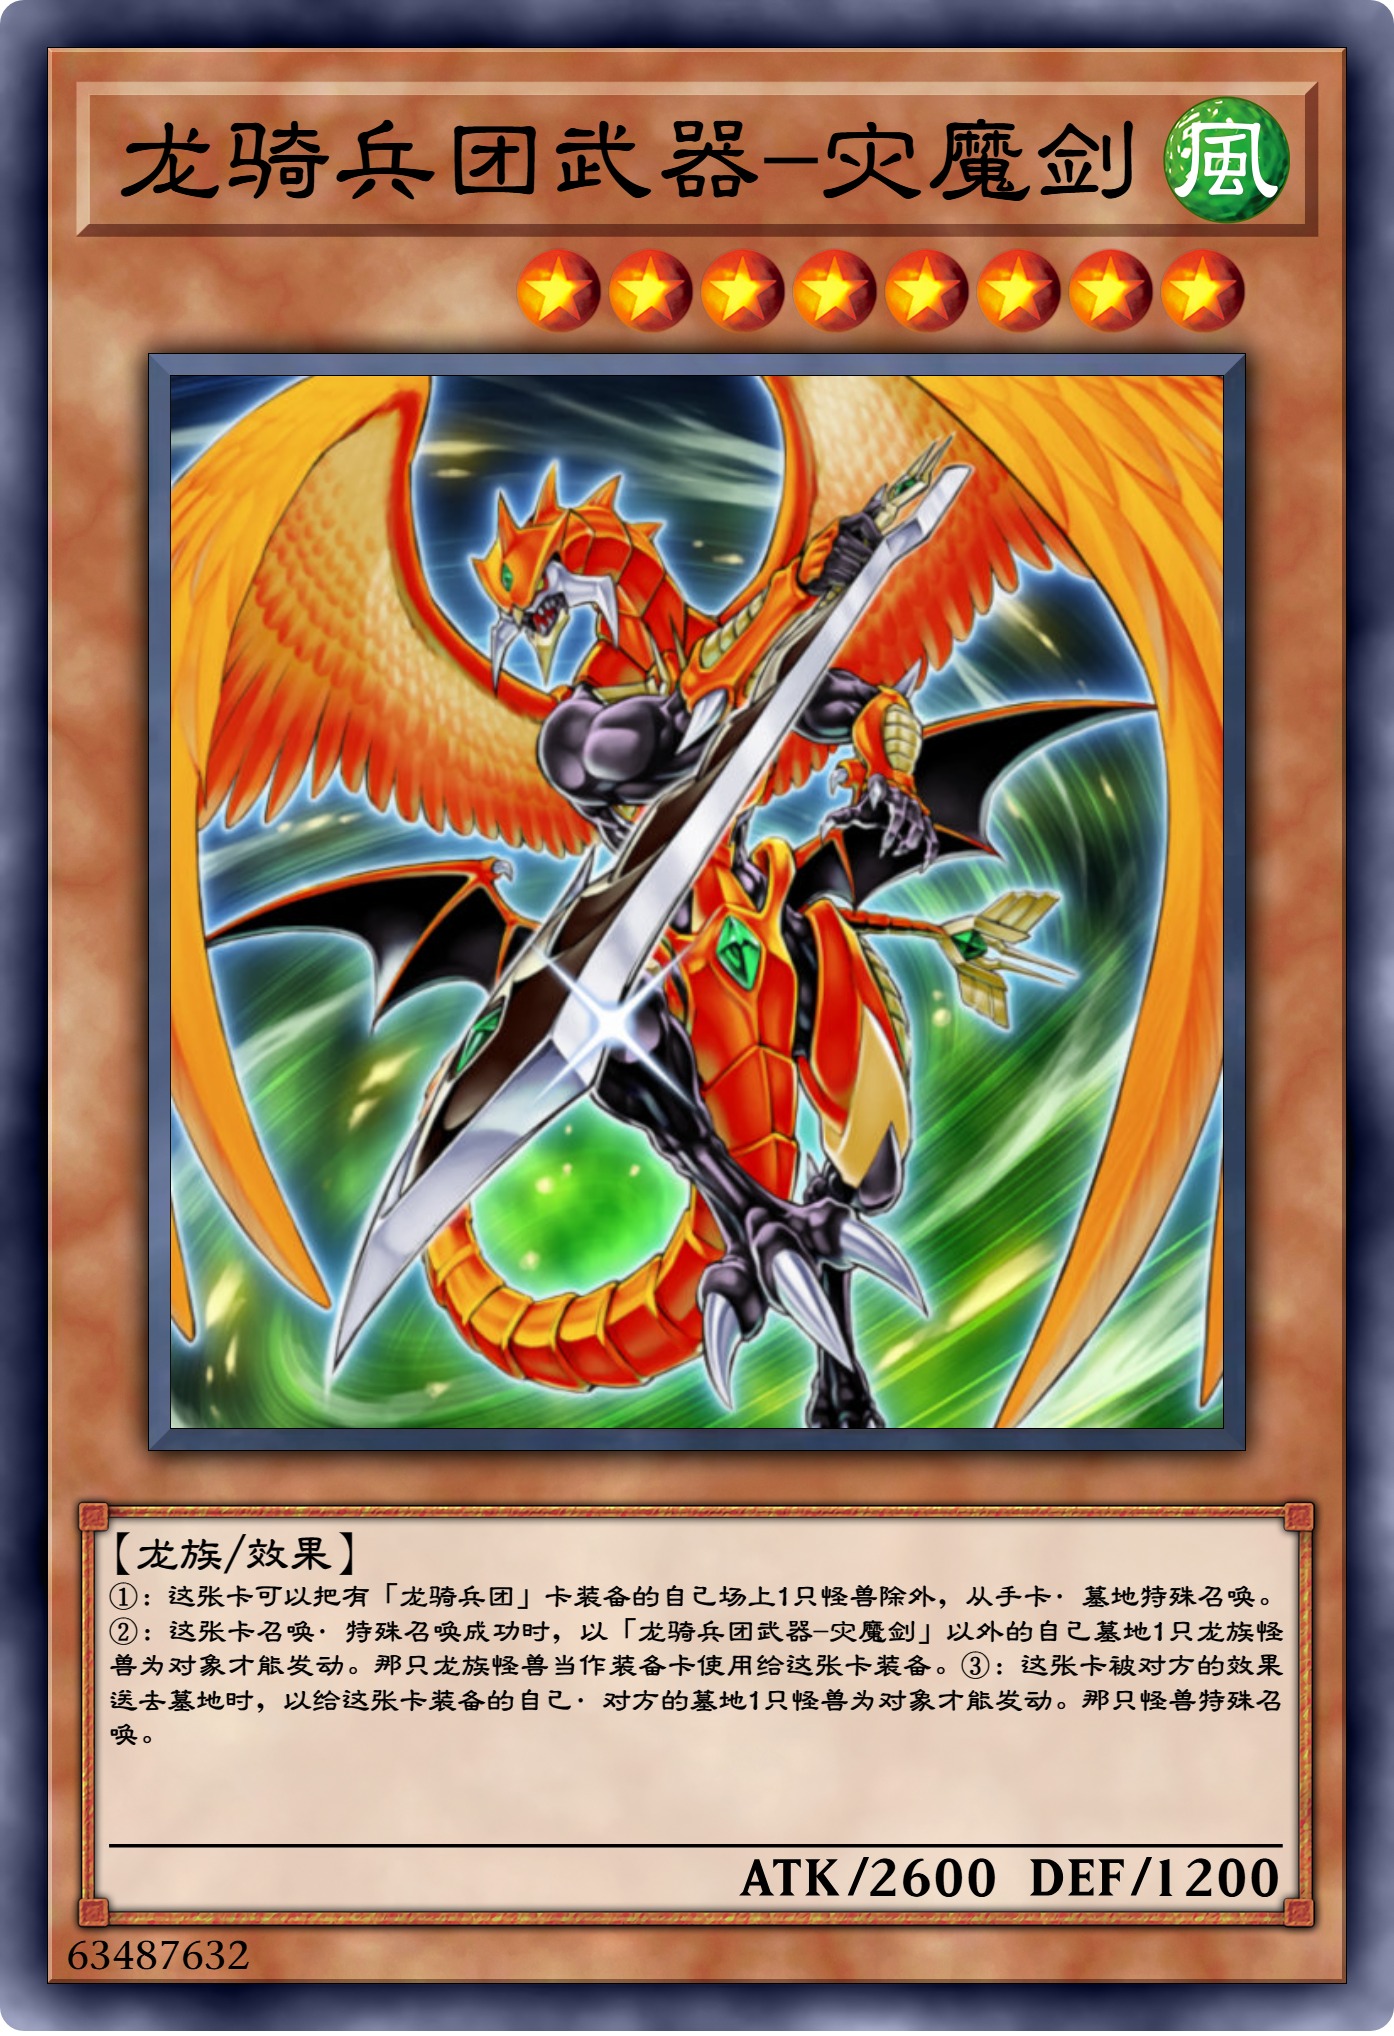 龙骑兵团武器-灾魔剑 風
【龙族/效果】
①：这张卡可以把有「龙骑兵团」卡装备的自己场上1只怪兽除外，从手卡·墓地特殊召唤。
②：这张卡召唤·特殊召唤成功时，以「龙骑兵团武器-灾魔剑」以外的自己墓地1只龙族怪
兽为对象才能发动。那只龙族怪兽当作装备卡使用给这张卡装备。③：这张卡被对方的效果
送去墓地时，以给这张卡装备的自己·对方的墓地1只怪兽为对象才能发动。那只怪兽特殊召
唤。
ATK/2600 DEF/1200
63487632